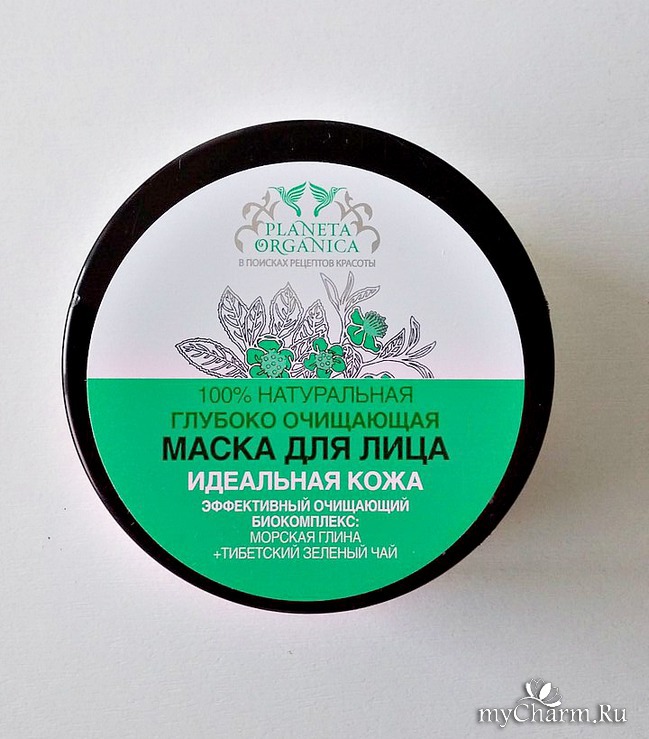 PLANETA
ORGANICA
В ПОИСКАХ РЕЦЕПТОВ КРАСОТЫ
100% НАТУРАЛЬНАЯ
ГЛУБОКО ОЧИЩАЮЩАЯ
МАСКА ДЛЯ ЛИЦА
ИДЕАЛЬНАЯ КОЖА
ЭФФЕКТИВНЫЙ ОЧИЩАЮЩИЙ
БИОКОМПЛЕКС:
МОРСКАЯ ГЛИНА
+ТИБЕТСКИЙ ЗЕЛЕНЫЙ ЧАЙ
myCharm.Ru